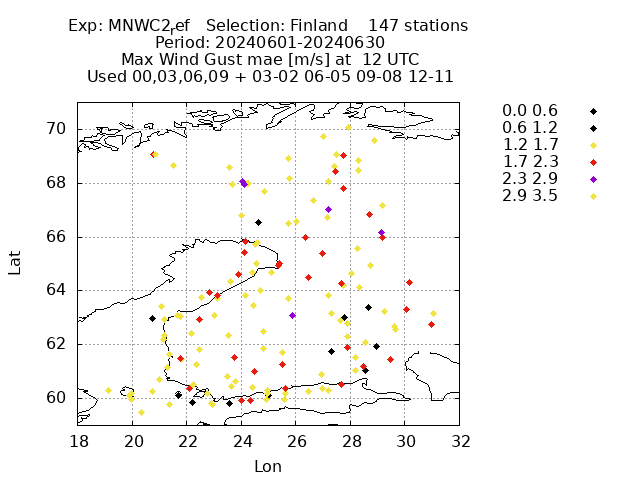 Exp: MNWC2ref   Selection: Finland    147 stations
Period: 20240601-20240630
Max Wind Gust mae [m/s] at  12 UTC
Used 00,03,06,09 + 03-02 06-05 09-08 12-11
0.0 0.6
0.6 1.2
1.2 1.7
1.7 2.3
2.3 2.9
2.9 3.5
70
68
66
64
62
60
Lat
18 20 22 24 26 28 30 32
Lon